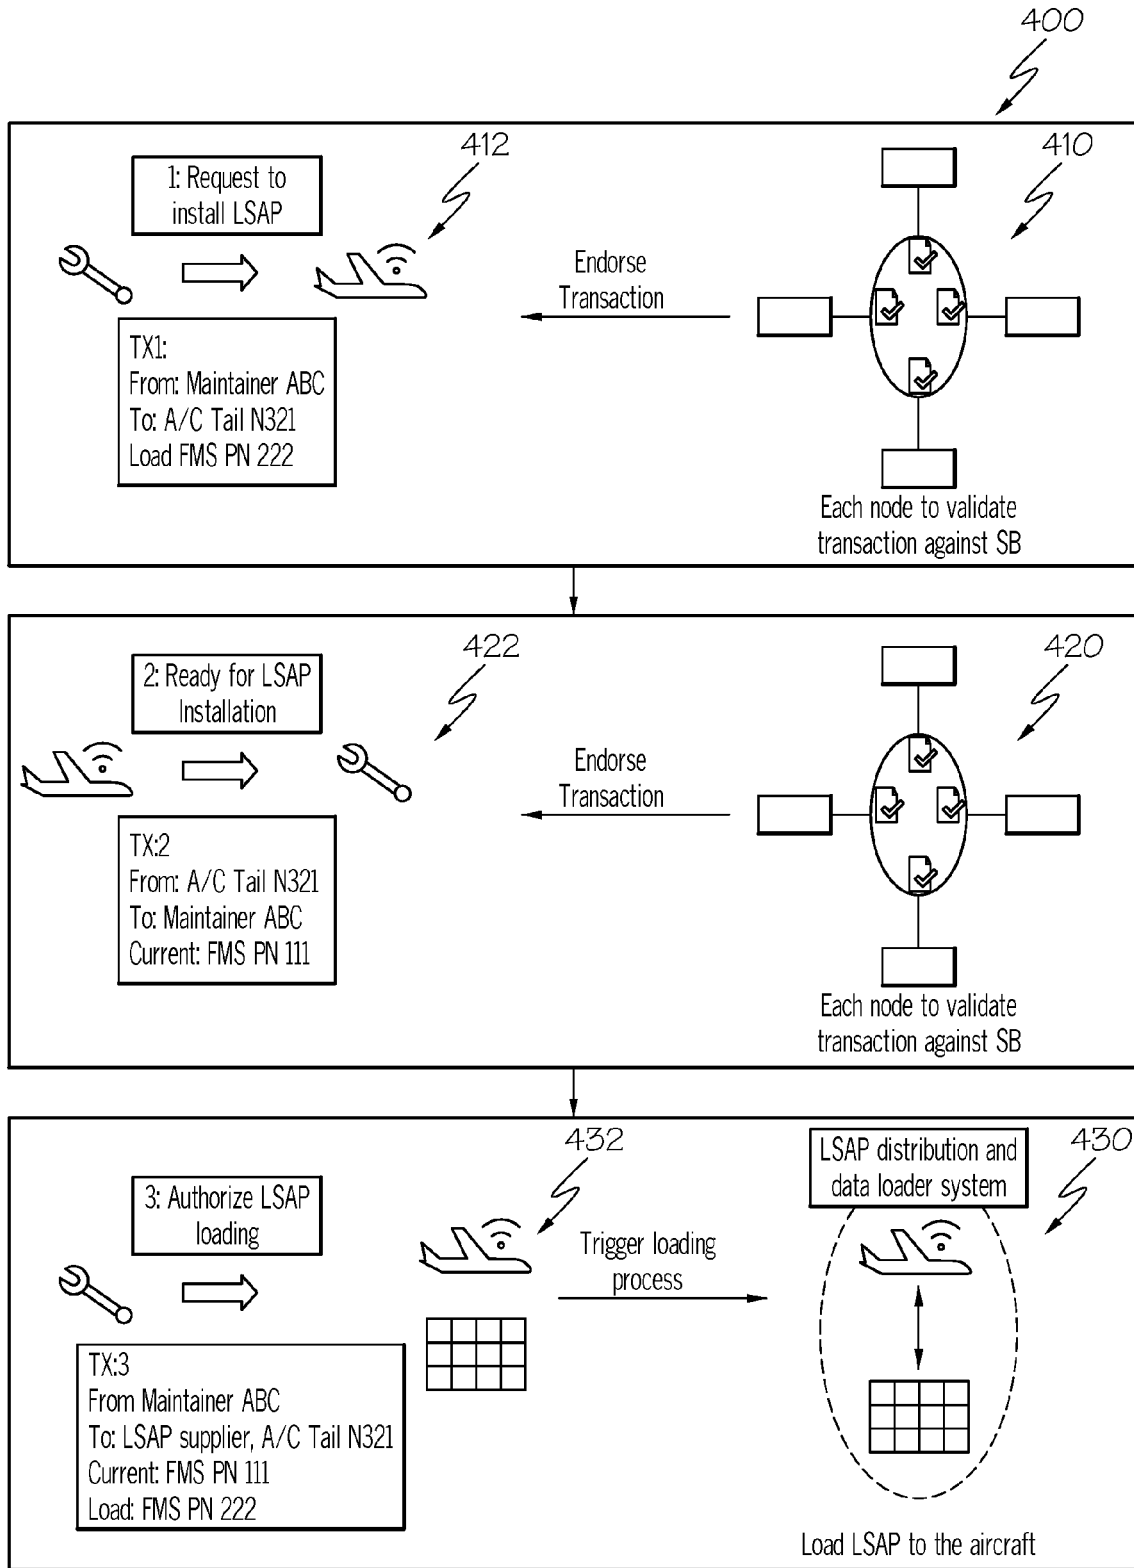 400
412
410
1: Request to
install LSAP
Endorse
Transaction
TX1:
From: Maintainer ABC
To: A/C Tail N321
Load FMS PN 222
Each node to validate
transaction against SB
422
420
2: Ready for LSAP
Installation
Endorse
Transaction
TX:2
From: A/C Tail N321
To: Maintainer ABC
Current: FMS PN 111
Each node to validate
transaction against SB
432
430
3: Authorize LSAP
loading
LSAP distribution and
data loader system
Trigger loading
process
TX:3
From Maintainer ABC
To: LSAP supplier, A/C Tail N321
Current: FMS PN 111
Load: FMS PN 222
Load LSAP to the aircraft